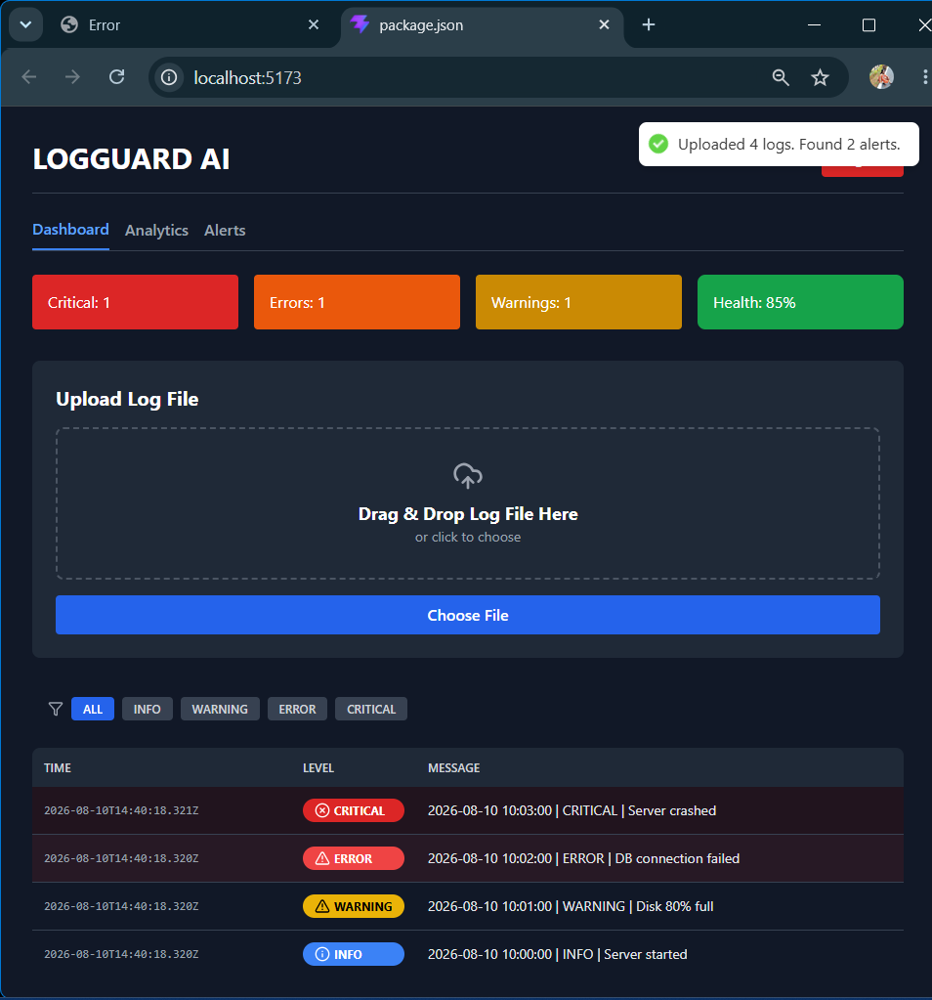 Error
package.json
localhost:5173
LOGGUARD AI
Uploaded 4 logs. Found 2 alerts.
Dashboard Analytics Alerts
Critical: 1
Errors: 1
Warnings: 1
Health: 85%
Upload Log File
Drag & Drop Log File Here
or click to choose
Choose File
ALL INFO WARNING ERROR CRITICAL
TIME LEVEL MESSAGE
2026-08-10T14:40:18.321Z CRITICAL 2026-08-10 10:03:00 | CRITICAL | Server crashed
2026-08-10T14:40:18.320Z ERROR 2026-08-10 10:02:00 | ERROR | DB connection failed
2026-08-10T14:40:18.320Z WARNING 2026-08-10 10:01:00 | WARNING | Disk 80% full
2026-08-10T14:40:18.320Z INFO 2026-08-10 10:00:00 | INFO | Server started